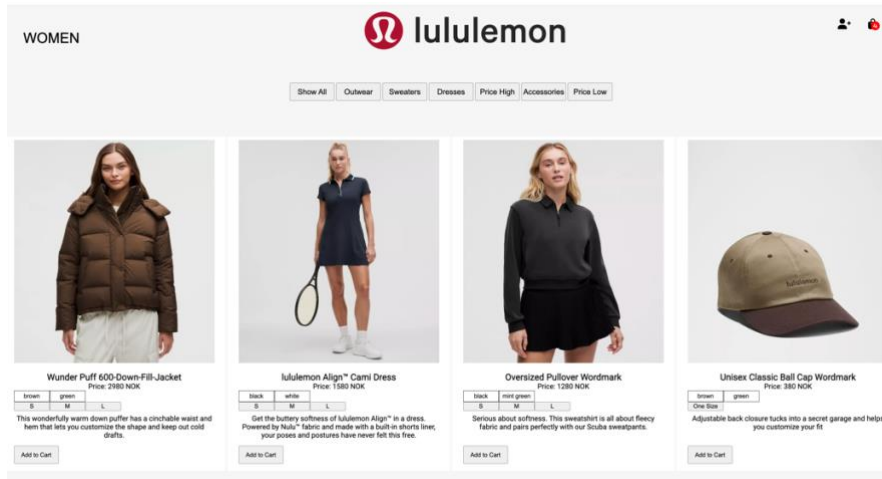 WOMEN
lululemon
Show All Outwear Sweaters Dresses Price High Accessories Price Low
Wunder Puff 600-Down-Fill-Jacket
Price: 2980 NOK
brown green
S M L
This wonderfully warm down puffer has a cinchable waist and
hem that lets you customize the shape and keep out cold
drafts.
Add to Cart
lululemon Align™ Cami Dress
Price: 1580 NOK
black white
S M L
Get the buttery softness of lululemon Align™ in a dress.
Powered by Nulu™ fabric and made with a built-in shorts liner,
your poses and postures have never felt this free.
Add to Cart
Oversized Pullover Wordmark
Price: 1280 NOK
black mint green
S M L
Serious about softness. This sweatshirt is all about fleecy
fabric and pairs perfectly with our Scuba sweatpants.
Add to Cart
lululemon
Unisex Classic Ball Cap Wordmark
Price: 380 NOK
brown green
One Size
Adjustable back closure tucks into a secret garage and helps
you customize your fit
Add to Cart